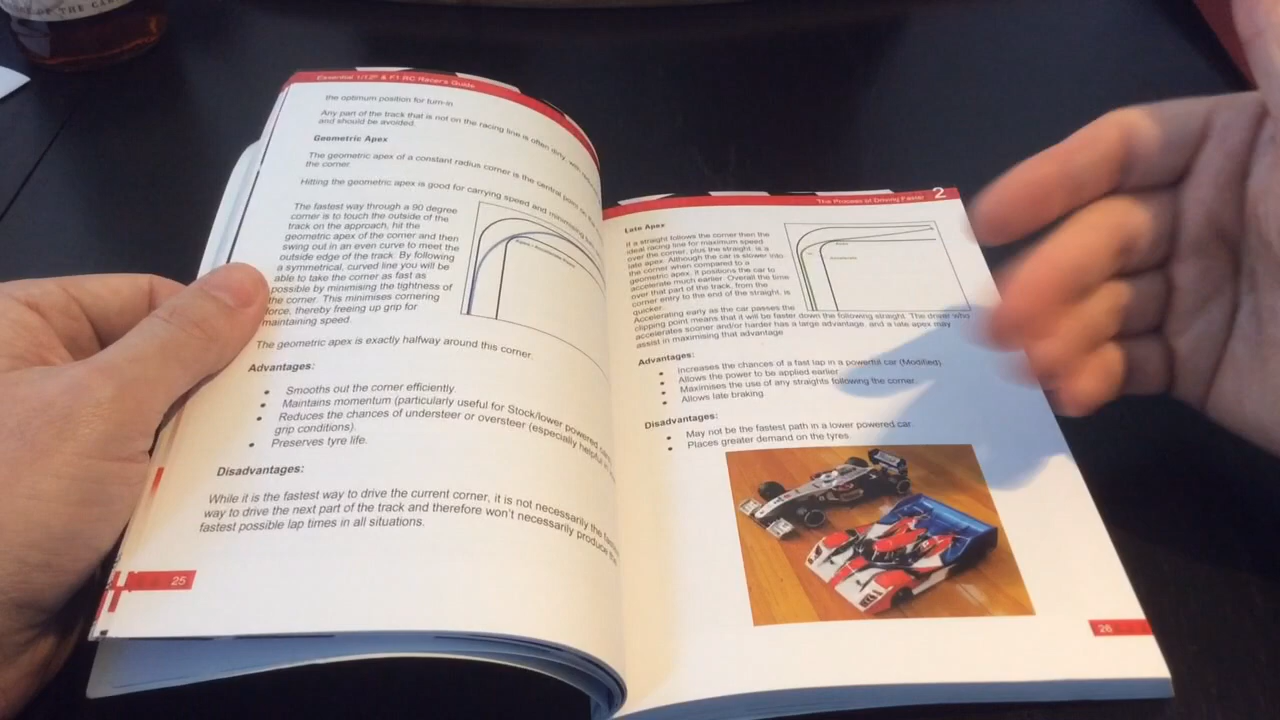 OF THE CAR
Essential 1/12th & F1 RC Racer's Guide
the optimum position for turn-in
Any part of the track that is not on the racing line is often dirty, with
and should be avoided.
Geometric Apex
The geometric apex of a constant radius corner is the central point on the
the corner.
Hitting the geometric apex is good for carrying speed and minimising
The fastest way through a 90 degree
corner is to touch the outside of the
track on the approach, hit the
geometric apex of the corner and then
swing out in an even curve to meet the
outside edge of the track. By following
a symmetrical, curved line you will be
able to take the corner as fast as
possible by minimising the tightness of
the corner. This minimises cornering
force, thereby freeing up grip for
maintaining speed.
The geometric apex is exactly halfway around this corner.
Advantages:
• Smooths out the corner efficiently.
• Maintains momentum (particularly useful for Stock/lower powered
• Reduces the chances of understeer or oversteer (especially helpful in
grip conditions).
• Preserves tyre life.
Disadvantages:
While it is the fastest way to drive the current corner, it is not necessarily the
way to drive the next part of the track and therefore won't necessarily produce
fastest possible lap times in all situations.
25
The Process of Driving Faster 2
Late Apex
If a straight follows the corner then the
ideal racing line for maximum speed
over the corner, plus the straight, is a
late apex. Although the car is slower into
the corner when compared to a
geometric apex, it positions the car to
accelerate much earlier. Overall the time
over that part of the track, from the
corner entry to the end of the straight, is
quicker.
Apex
Accelerate
Accelerating early as the car passes the
clipping point means that it will be faster down the following straight. The driver who
accelerates sooner and/or harder has a large advantage, and a late apex may
assist in maximising that advantage
Advantages:
• Increases the chances of a fast lap in a powerful car (Modified).
• Allows the power to be applied earlier.
• Maximises the use of any straights following the corner.
• Allows late braking.
Disadvantages:
• May not be the fastest path in a lower powered car.
• Places greater demand on the tyres.
26